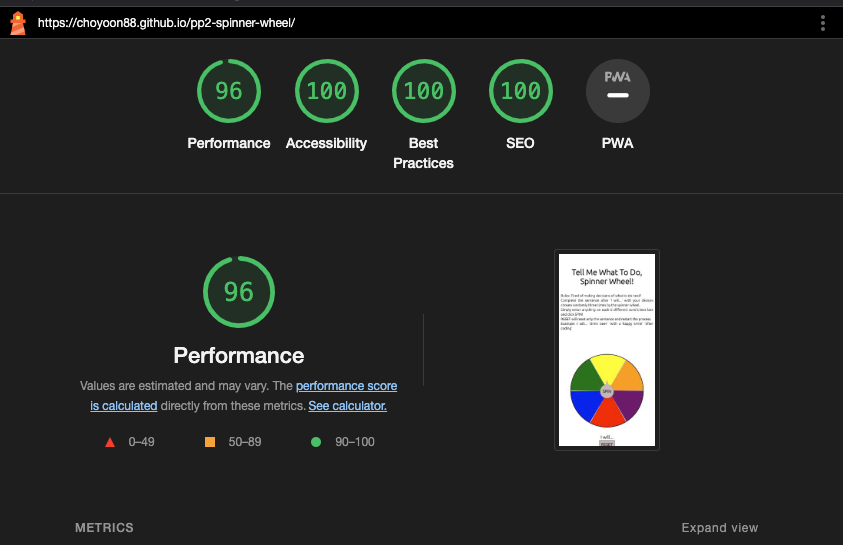 https://choyoon88.github.io/pp2-spinner-wheel/
96
100
100
100
PWA
Performance
Accessibility
Best
Practices
SEO
PWA
96
Performance
Values are estimated and may vary. The performance score
is calculated directly from these metrics. See calculator.
0–49
50–89
90–100
Tell Me What To Do,
Spinner Wheel!
SPIN
I will...
RESET
METRICS
Expand view